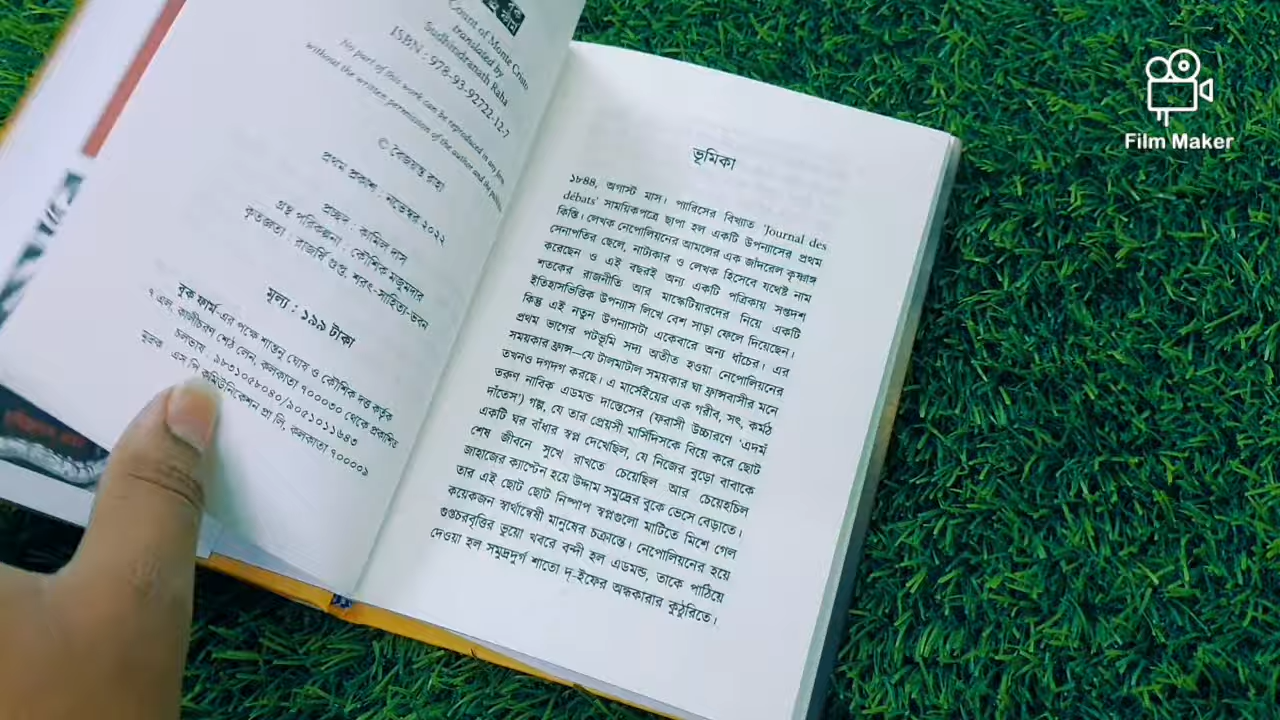 Count of Monte Cristo
translated by
Sudhindranath Raha
ISBN : 978-93-92722-12-7
No part of this work can be reproduced in any form
without the written permission of the author and the publisher
© বৈজয়ন্ত রাহা
প্রথম প্রকাশ : নভেম্বর ২০২২
প্রচ্ছদ : কামিল দাস
গ্রন্থ পরিকল্পনা : কৌশিক মজুমদার
কৃতজ্ঞতা : রাজর্ষি গুপ্ত, শরৎ-সাহিত্য-ভবন
মূল্য : ১৯৯ টাকা
বুক ফার্ম-এর পক্ষে শান্তনু ঘোষ ও কৌশিক দত্ত কর্তৃক
৭ এল, কালীচরণ শেঠ লেন, কলকাতা ৭০০০৩০ থেকে প্রকাশিত
চলভাষ : ৯৮৩১০৫৮০৪০/৯০৫১০১১৬৪৩
মুদ্রক এস পি কমিউনিকেশন প্রা লি, কলকাতা ৭০০০০৯
ভূমিকা
১৮৪৪, অগাস্ট মাস। প্যারিসের বিখ্যাত 'Journal des
débats' সাময়িকপত্রে ছাপা হল একটি উপন্যাসের প্রথম
কিস্তি। লেখক নেপোলিয়নের আমলের এক জাঁদরেল কৃষ্ণাঙ্গ
সেনাপতির ছেলে, নাট্যকার ও লেখক হিসেবে যথেষ্ট নাম
করেছেন ও এই বছরই অন্য একটি পত্রিকায় সপ্তদশ
শতকের রাজনীতি আর মাস্কেটিয়ারদের নিয়ে একটি
ইতিহাসভিত্তিক উপন্যাস লিখে বেশ সাড়া ফেলে দিয়েছেন।
কিন্তু এই নতুন উপন্যাসটা একেবারে অন্য ধাঁচের। এর
প্রথম ভাগের পটভূমি সদ্য অতীত হওয়া নেপোলিয়নের
সময়কার ফ্রান্স—যে টালমাটাল সময়কার ঘা ফ্রান্সবাসীর মনে
তখনও দগদগ করছে। এ মার্সেইয়ের এক গরীব, সৎ, কর্মঠ
তরুণ নাবিক এডমন্ড দান্তেসের (ফরাসী উচ্চারণে 'এদমঁ
দাঁতেস') গল্প, যে তার প্রেয়সী মার্সিদিসকে বিয়ে করে ছোট
একটি ঘর বাঁধার স্বপ্ন দেখেছিল, যে নিজের বুড়ো বাবাকে
শেষ জীবনে সুখে রাখতে চেয়েছিল আর চেয়েহচিল
জাহাজের ক্যাপ্টেন হয়ে উদ্দাম সমুদ্রের বুকে ভেসে বেড়াতে।
তার এই ছোট ছোট নিষ্পাপ স্বপ্নগুলো মাটিতে মিশে গেল
কয়েকজন স্বার্থান্বেষী মানুষের চক্রান্তে। নেপোলিয়নের হয়ে
গুপ্তচরবৃত্তির ভুয়ো খবরে বন্দী হল এডমন্ড, তাকে পাঠিয়ে
দেওয়া হল সমুদ্রদুর্গ শাতো দ্-ইফের অন্ধকারার কুঠুরিতে।
Film Maker